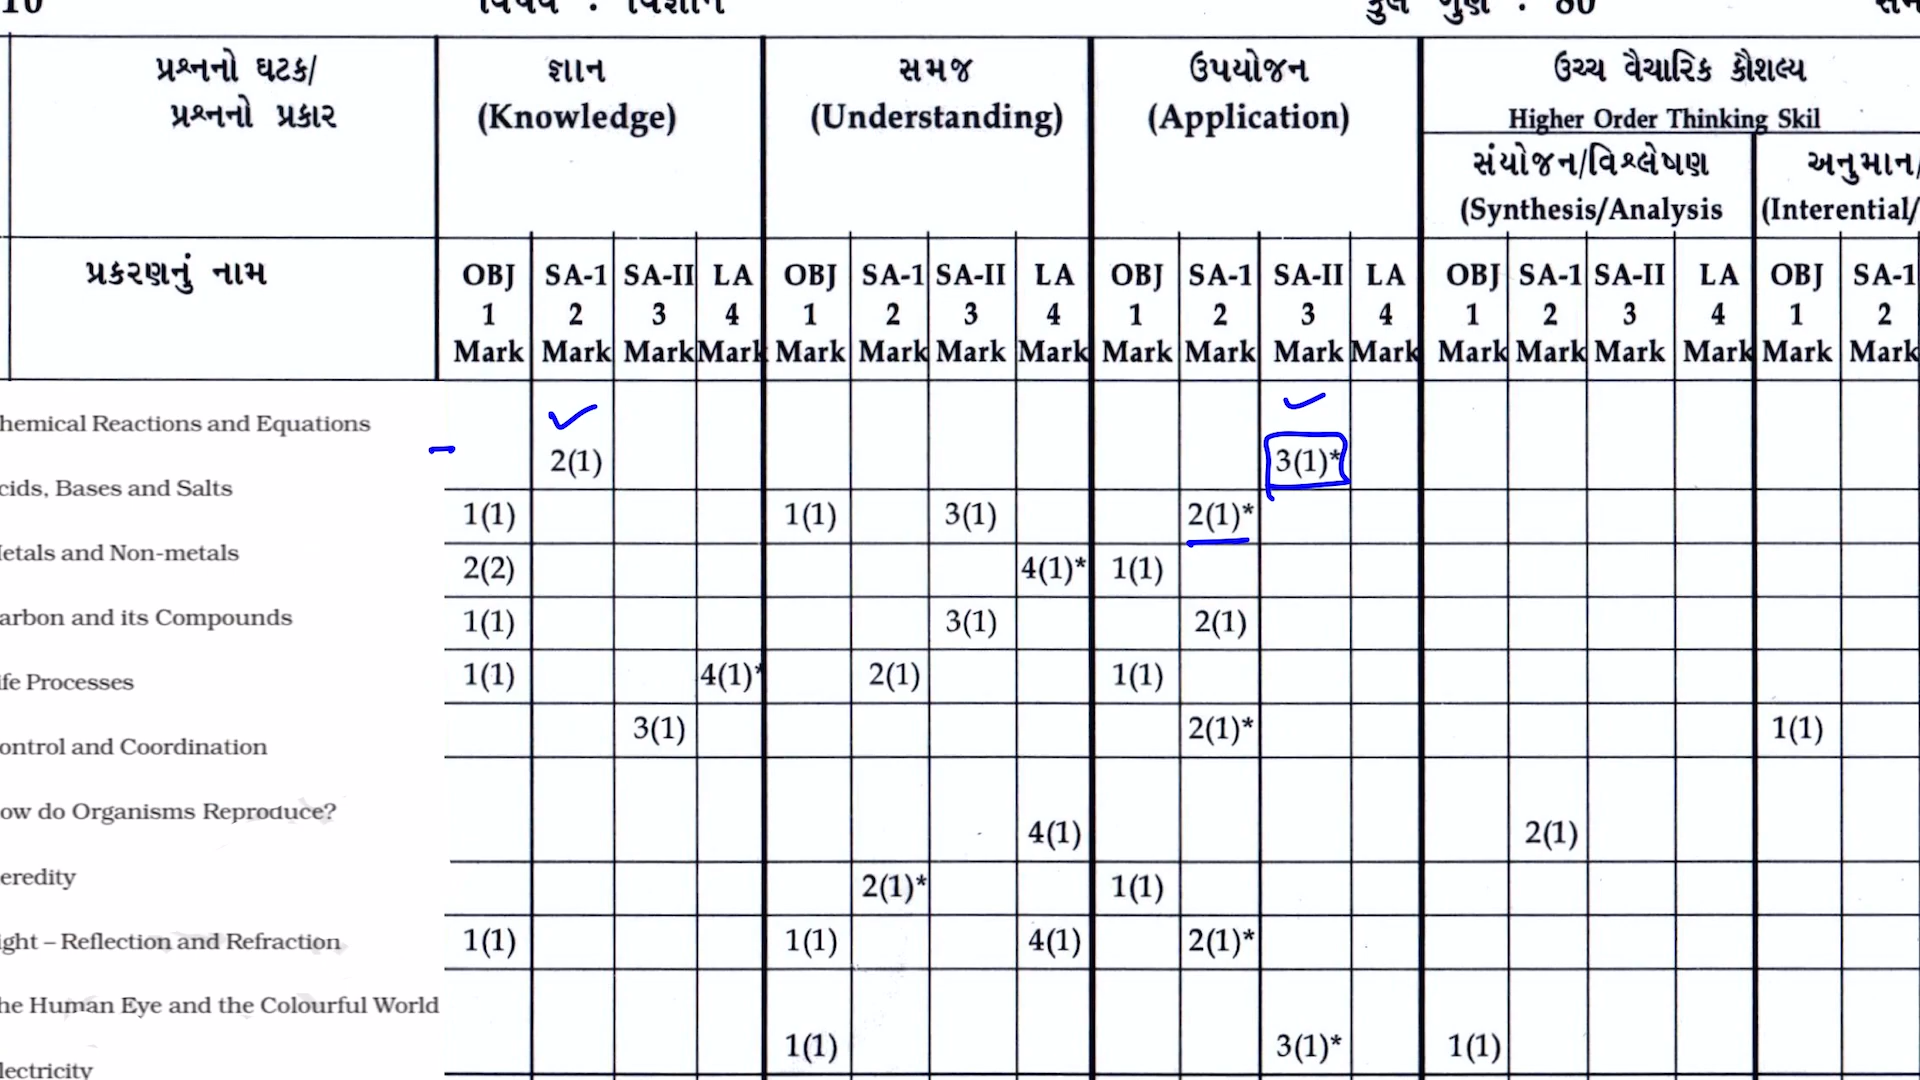 10 વિષય : વિજ્ઞાન કુલ ગુણ : 80
પ્રશ્નનો ઘટક/ જ્ઞાન સમજ ઉપયોજન ઉચ્ચ વૈચારિક કૌશલ્ય
પ્રશ્નનો પ્રકાર (Knowledge) (Understanding) (Application) Higher Order Thinking Skil
સંયોજન/વિશ્લેષણ અનુમાન/
(Synthesis/Analysis (Interential/
પ્રકરણનું નામ OBJ SA-1 SA-II LA OBJ SA-1 SA-II LA OBJ SA-1 SA-II LA OBJ SA-1 SA-II LA OBJ SA-1
1 2 3 4 1 2 3 4 1 2 3 4 1 2 3 4 1 2
Mark Mark Mark Mark Mark Mark Mark Mark Mark Mark Mark Mark Mark Mark Mark Mark Mark Mark
hemical Reactions and Equations
2(1) 3(1)*
cids, Bases and Salts
1(1) 1(1) 3(1) 2(1)*
etals and Non-metals
2(2) 4(1)* 1(1)
arbon and its Compounds
1(1) 3(1) 2(1)
ife Processes
1(1) 4(1)* 2(1) 1(1)
3(1) 2(1)* 1(1)
ontrol and Coordination
ow do Organisms Reproduce?
4(1) 2(1)
eredity
2(1)* 1(1)
ight – Reflection and Refraction
1(1) 1(1) 4(1) 2(1)*
he Human Eye and the Colourful World
1(1) 3(1)* 1(1)
lectricity